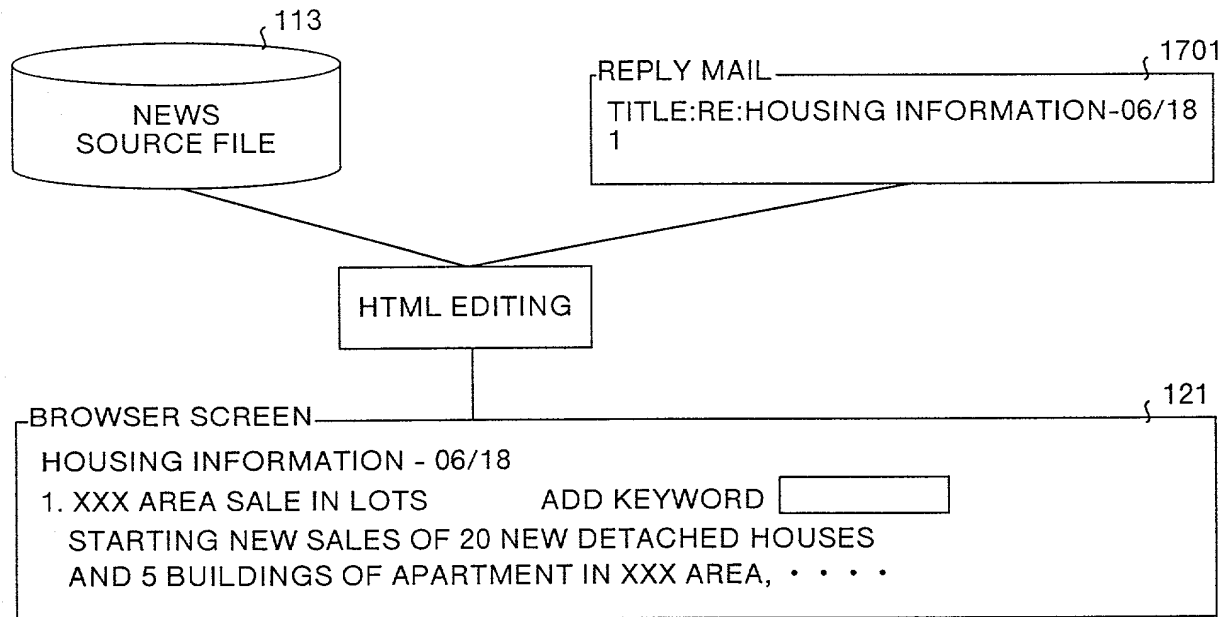 113
NEWS
SOURCE FILE
1701
REPLY MAIL
TITLE:RE:HOUSING INFORMATION-06/18
1
HTML EDITING
121
BROWSER SCREEN
HOUSING INFORMATION - 06/18
1. XXX AREA SALE IN LOTS ADD KEYWORD
STARTING NEW SALES OF 20 NEW DETACHED HOUSES
AND 5 BUILDINGS OF APARTMENT IN XXX AREA, ・・・・